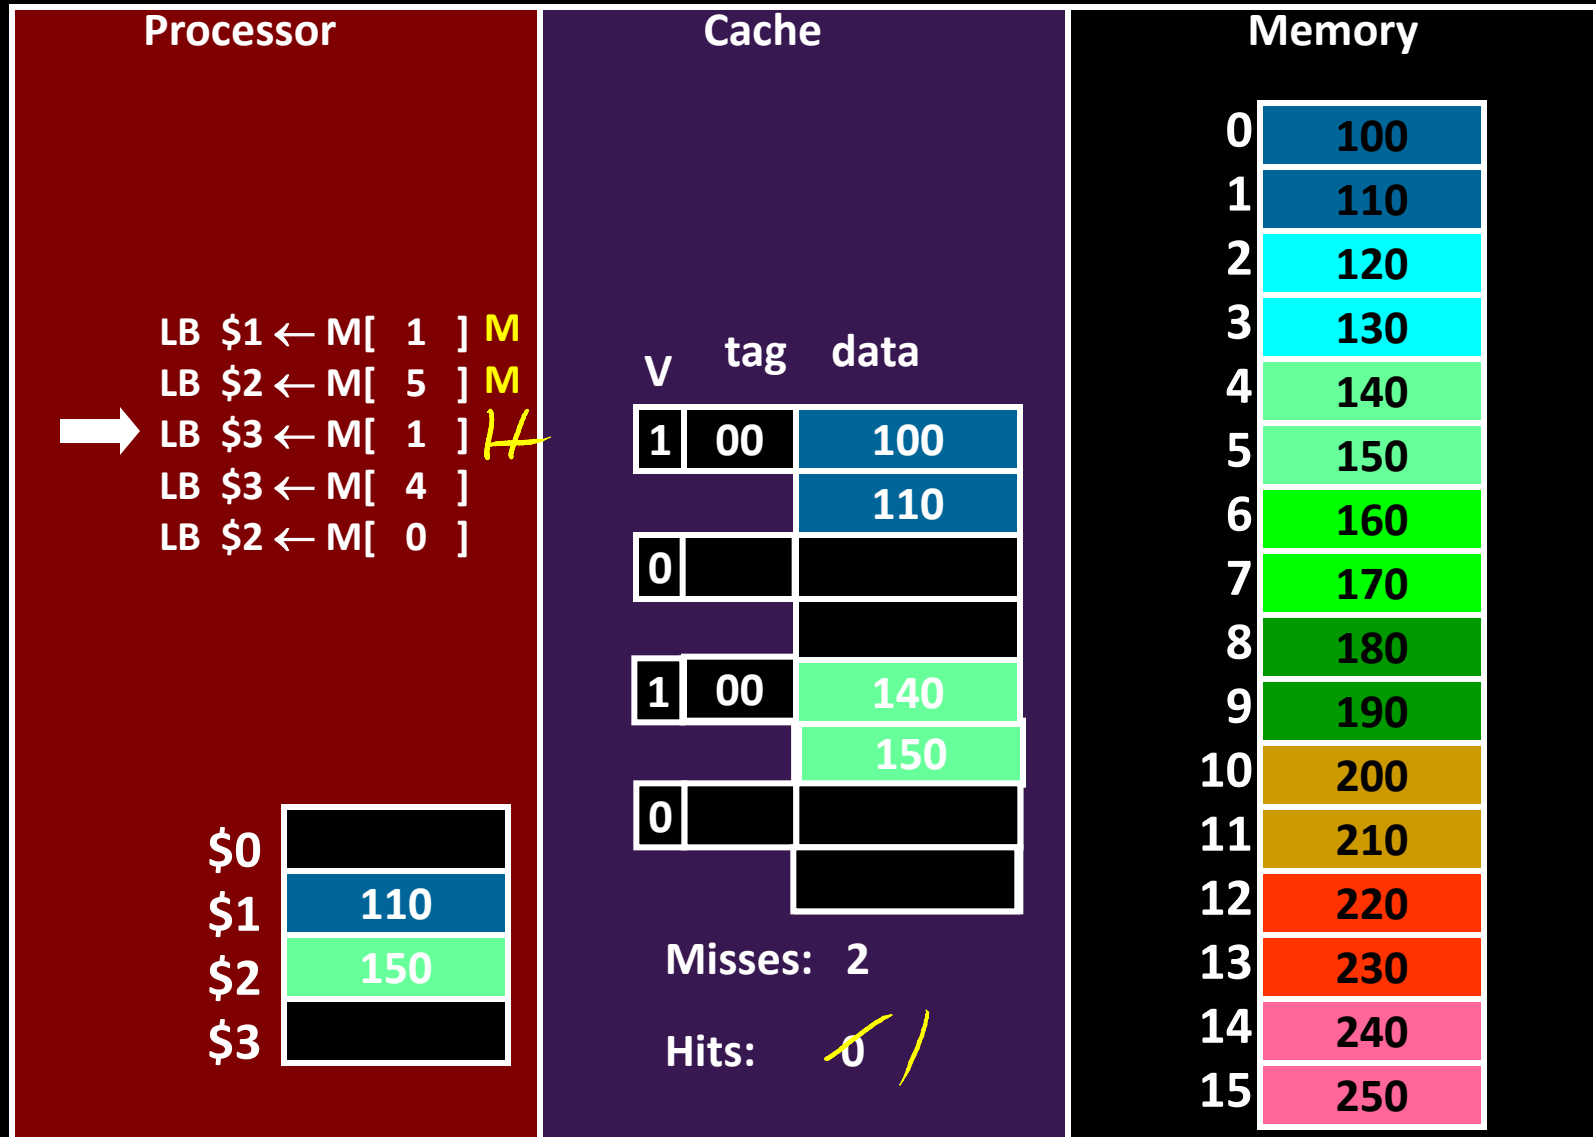 Processor
LB $1 ← M[ 1 ] M
LB $2 ← M[ 5 ] M
LB $3 ← M[ 1 ] H
LB $3 ← M[ 4 ]
LB $2 ← M[ 0 ]
$0
$1 110
$2 150
$3
Cache
V tag data
1 00 100
110
0
1 00 140
150
0
Misses: 2
Hits: 0 1
Memory
0 100
1 110
2 120
3 130
4 140
5 150
6 160
7 170
8 180
9 190
10 200
11 210
12 220
13 230
14 240
15 250